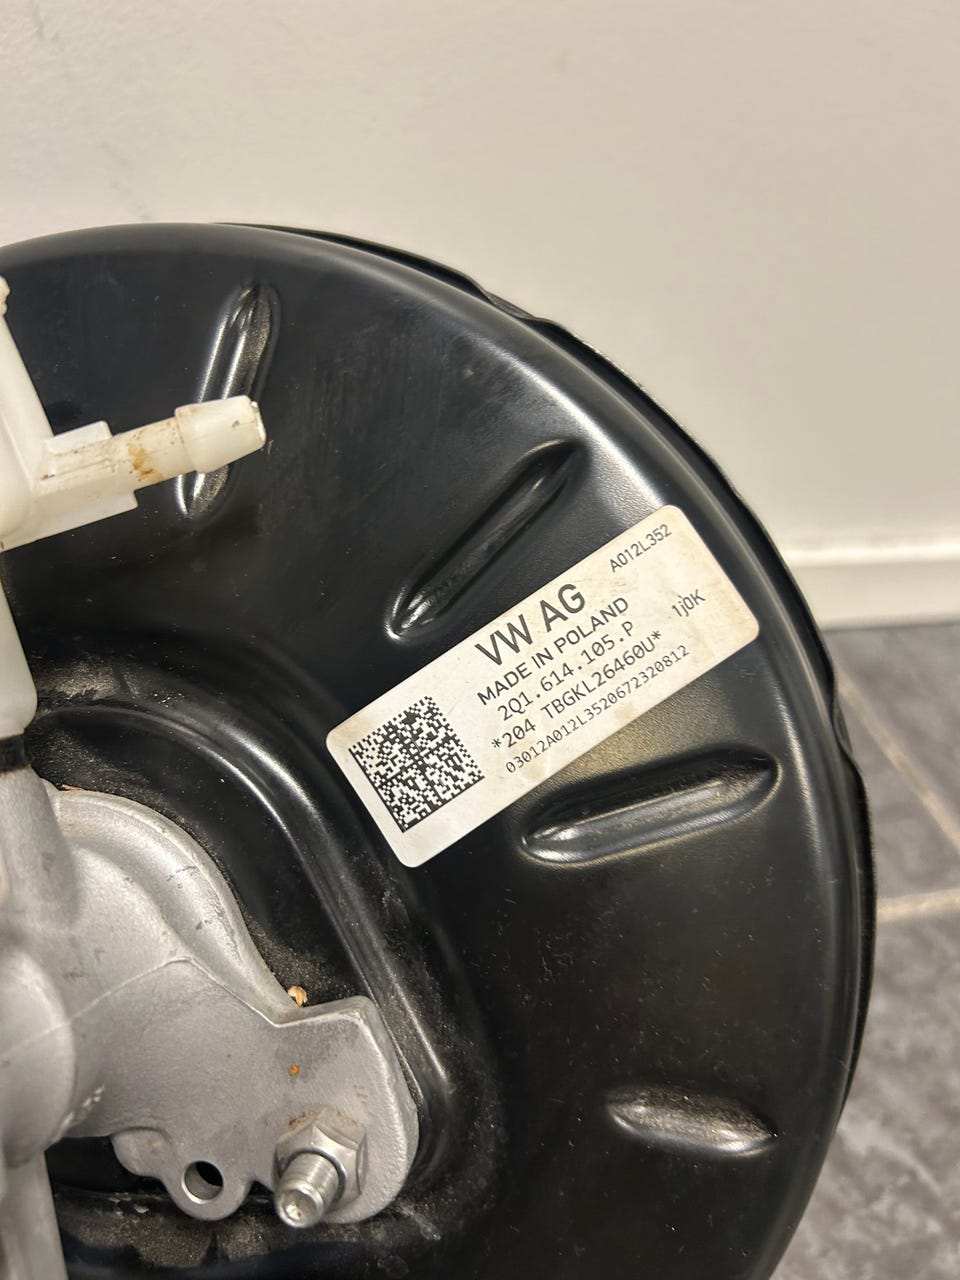 A012L352
VW AG
MADE IN POLAND
2Q1.614.105.P 1j0K
*204 TBGKL26460U*
03012A012L3520672320812